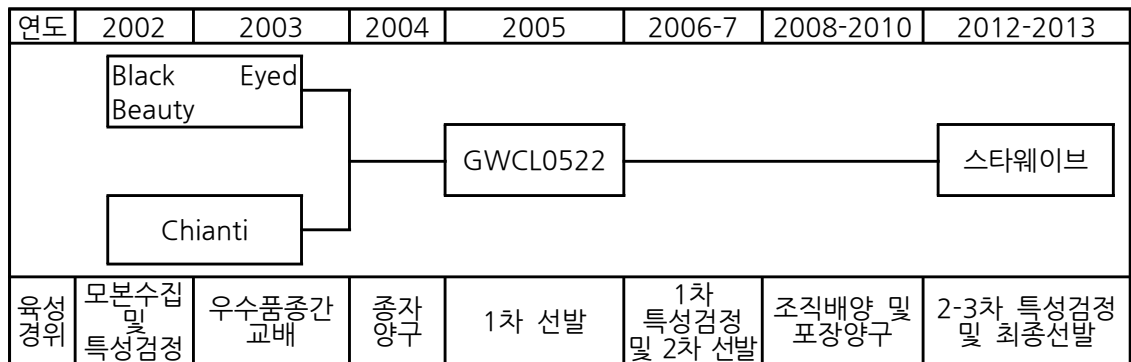 연도 2002 2003 2004 2005 2006-7 2008-2010 2012-2013
Black Eyed
Beauty
GWCL0522
스타웨이브
Chianti
육성
경위
모본수집
및
특성검정
우수품종간
교배
종자
양구
1차 선발
1차
특성검정
및 2차 선발
조직배양 및
포장양구
2-3차 특성검정
및 최종선발